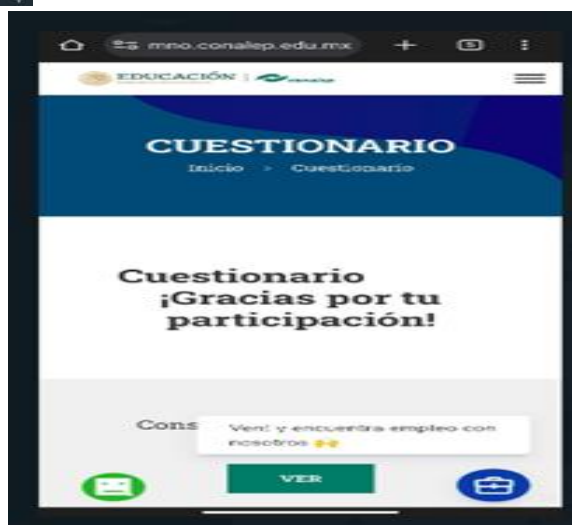 mno.conalep.edu.mx
EDUCACIÓN | conalep
CUESTIONARIO
Inicio > Cuestionario
Cuestionario
¡Gracias por tu
participación!
Cons
Ven! y encuentra empleo con
nosotros 🙌
VER